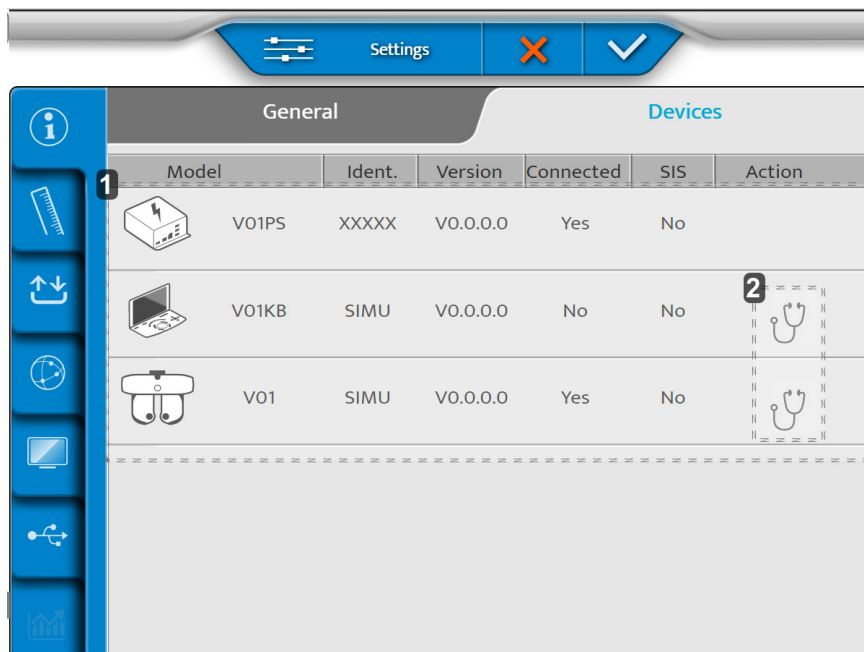 Settings
General
Devices
1
Model Ident. Version Connected SIS Action
V01PS XXXXX V0.0.0.0 Yes No
2
V01KB SIMU V0.0.0.0 No No
V01 SIMU V0.0.0.0 Yes No